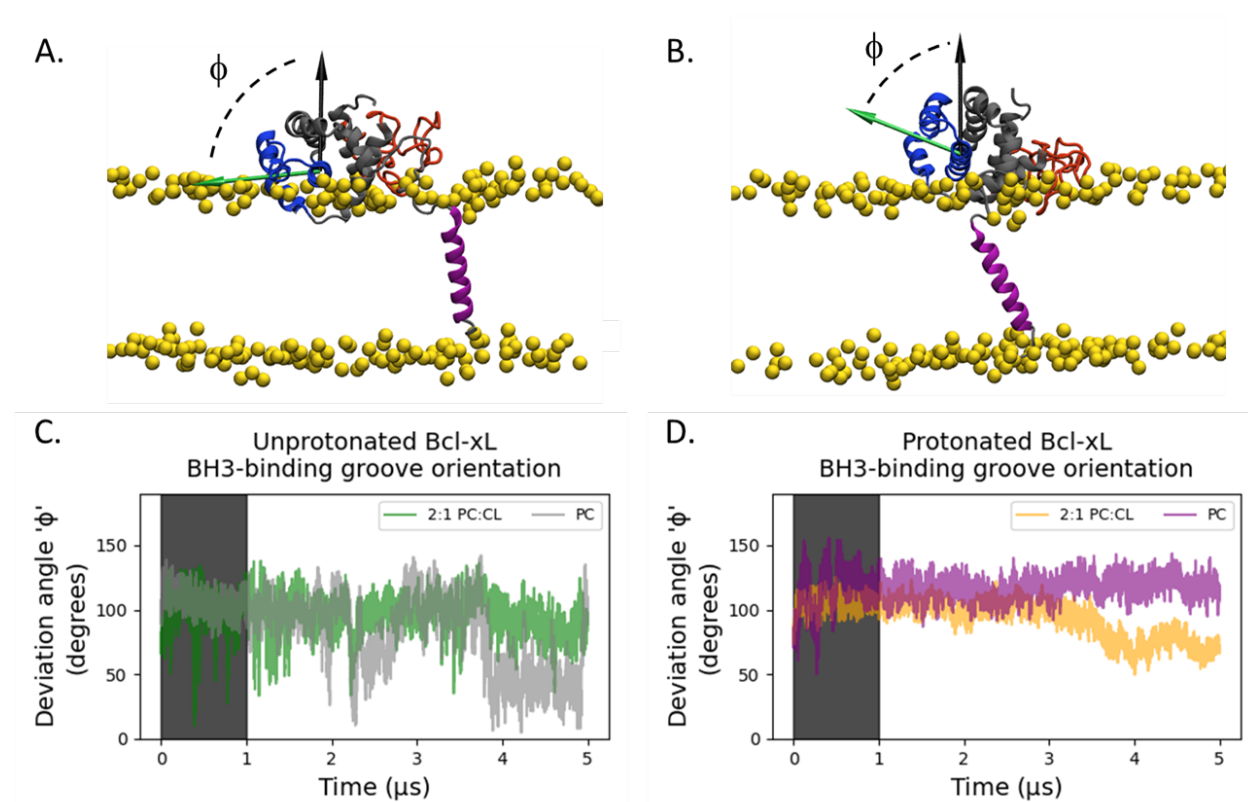 A.
ϕ
B.
ϕ
C.
Unprotonated Bcl-xL
BH3-binding groove orientation
2:1 PC:CL
PC
Deviation angle 'ϕ'
(degrees)
150
100
50
0
0 1 2 3 4 5
Time (μs)
D.
Protonated Bcl-xL
BH3-binding groove orientation
2:1 PC:CL
PC
Deviation angle 'ϕ'
(degrees)
150
100
50
0
0 1 2 3 4 5
Time (μs)